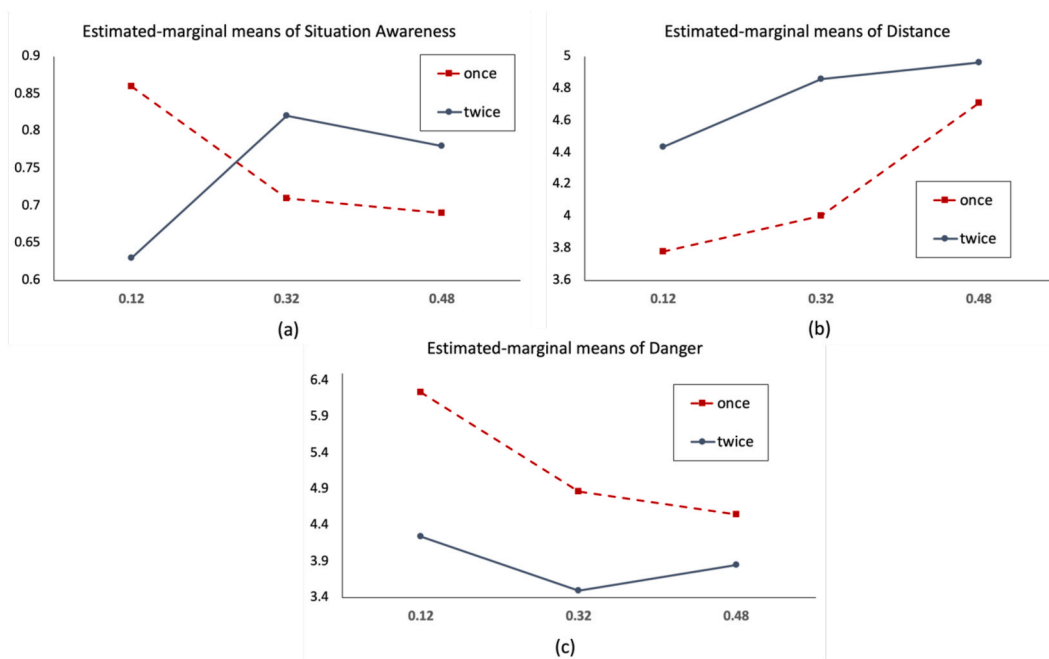 Estimated-marginal means of Situation Awareness
0.9
0.85
0.8
0.75
0.7
0.65
0.6
once
twice
0.12 0.32 0.48
(a)
Estimated-marginal means of Distance
5
4.8
4.6
4.4
4.2
4
3.8
3.6
once
twice
0.12 0.32 0.48
(b)
Estimated-marginal means of Danger
6.4
5.9
5.4
4.9
4.4
3.9
3.4
once
twice
0.12 0.32 0.48
(c)